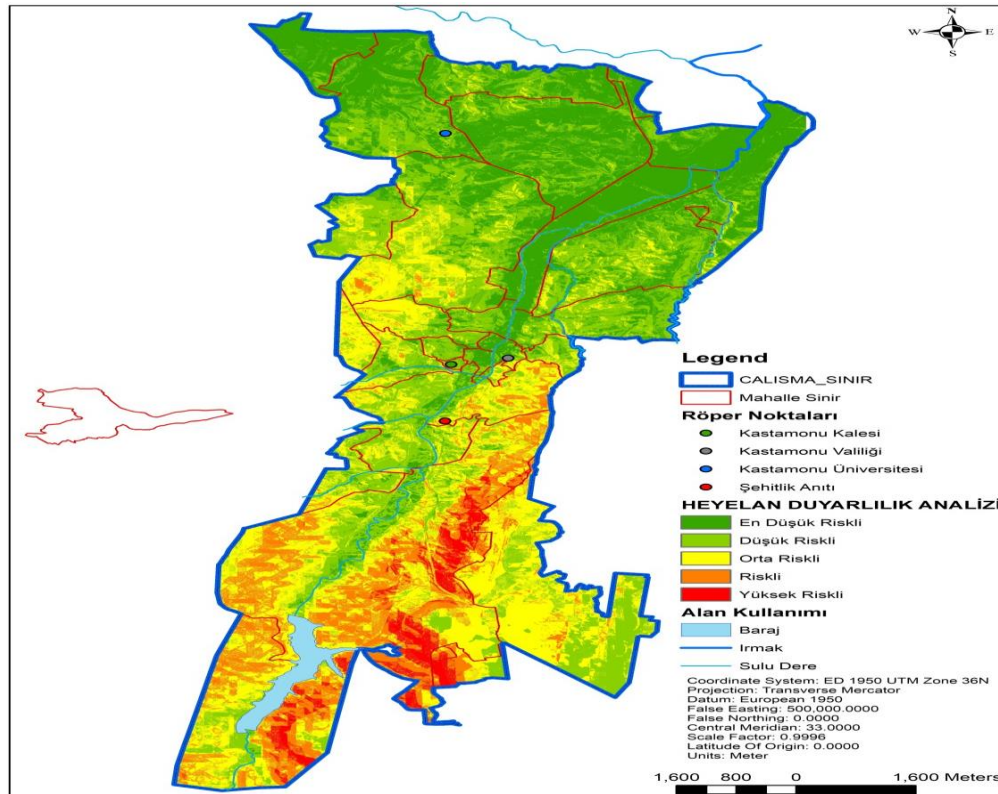 N
W E
S
Legend
CALISMA_SINIR
Mahalle Sinir
Röper Noktaları
Kastamonu Kalesi
Kastamonu Valiliği
Kastamonu Üniversitesi
Şehitlik Anıtı
HEYELAN DUYARLILIK ANALİZİ
En Düşük Riskli
Düşük Riskli
Orta Riskli
Riskli
Yüksek Riskli
Alan Kullanımı
Baraj
Irmak
Sulu Dere
Coordinate System: ED 1950 UTM Zone 36N
Projection: Transverse Mercator
Datum: European 1950
False Easting: 500,000.0000
False Northing: 0.0000
Central Meridian: 33.0000
Scale Factor: 0.9996
Latitude Of Origin: 0.0000
Units: Meter
1,600 800 0 1,600 Meters